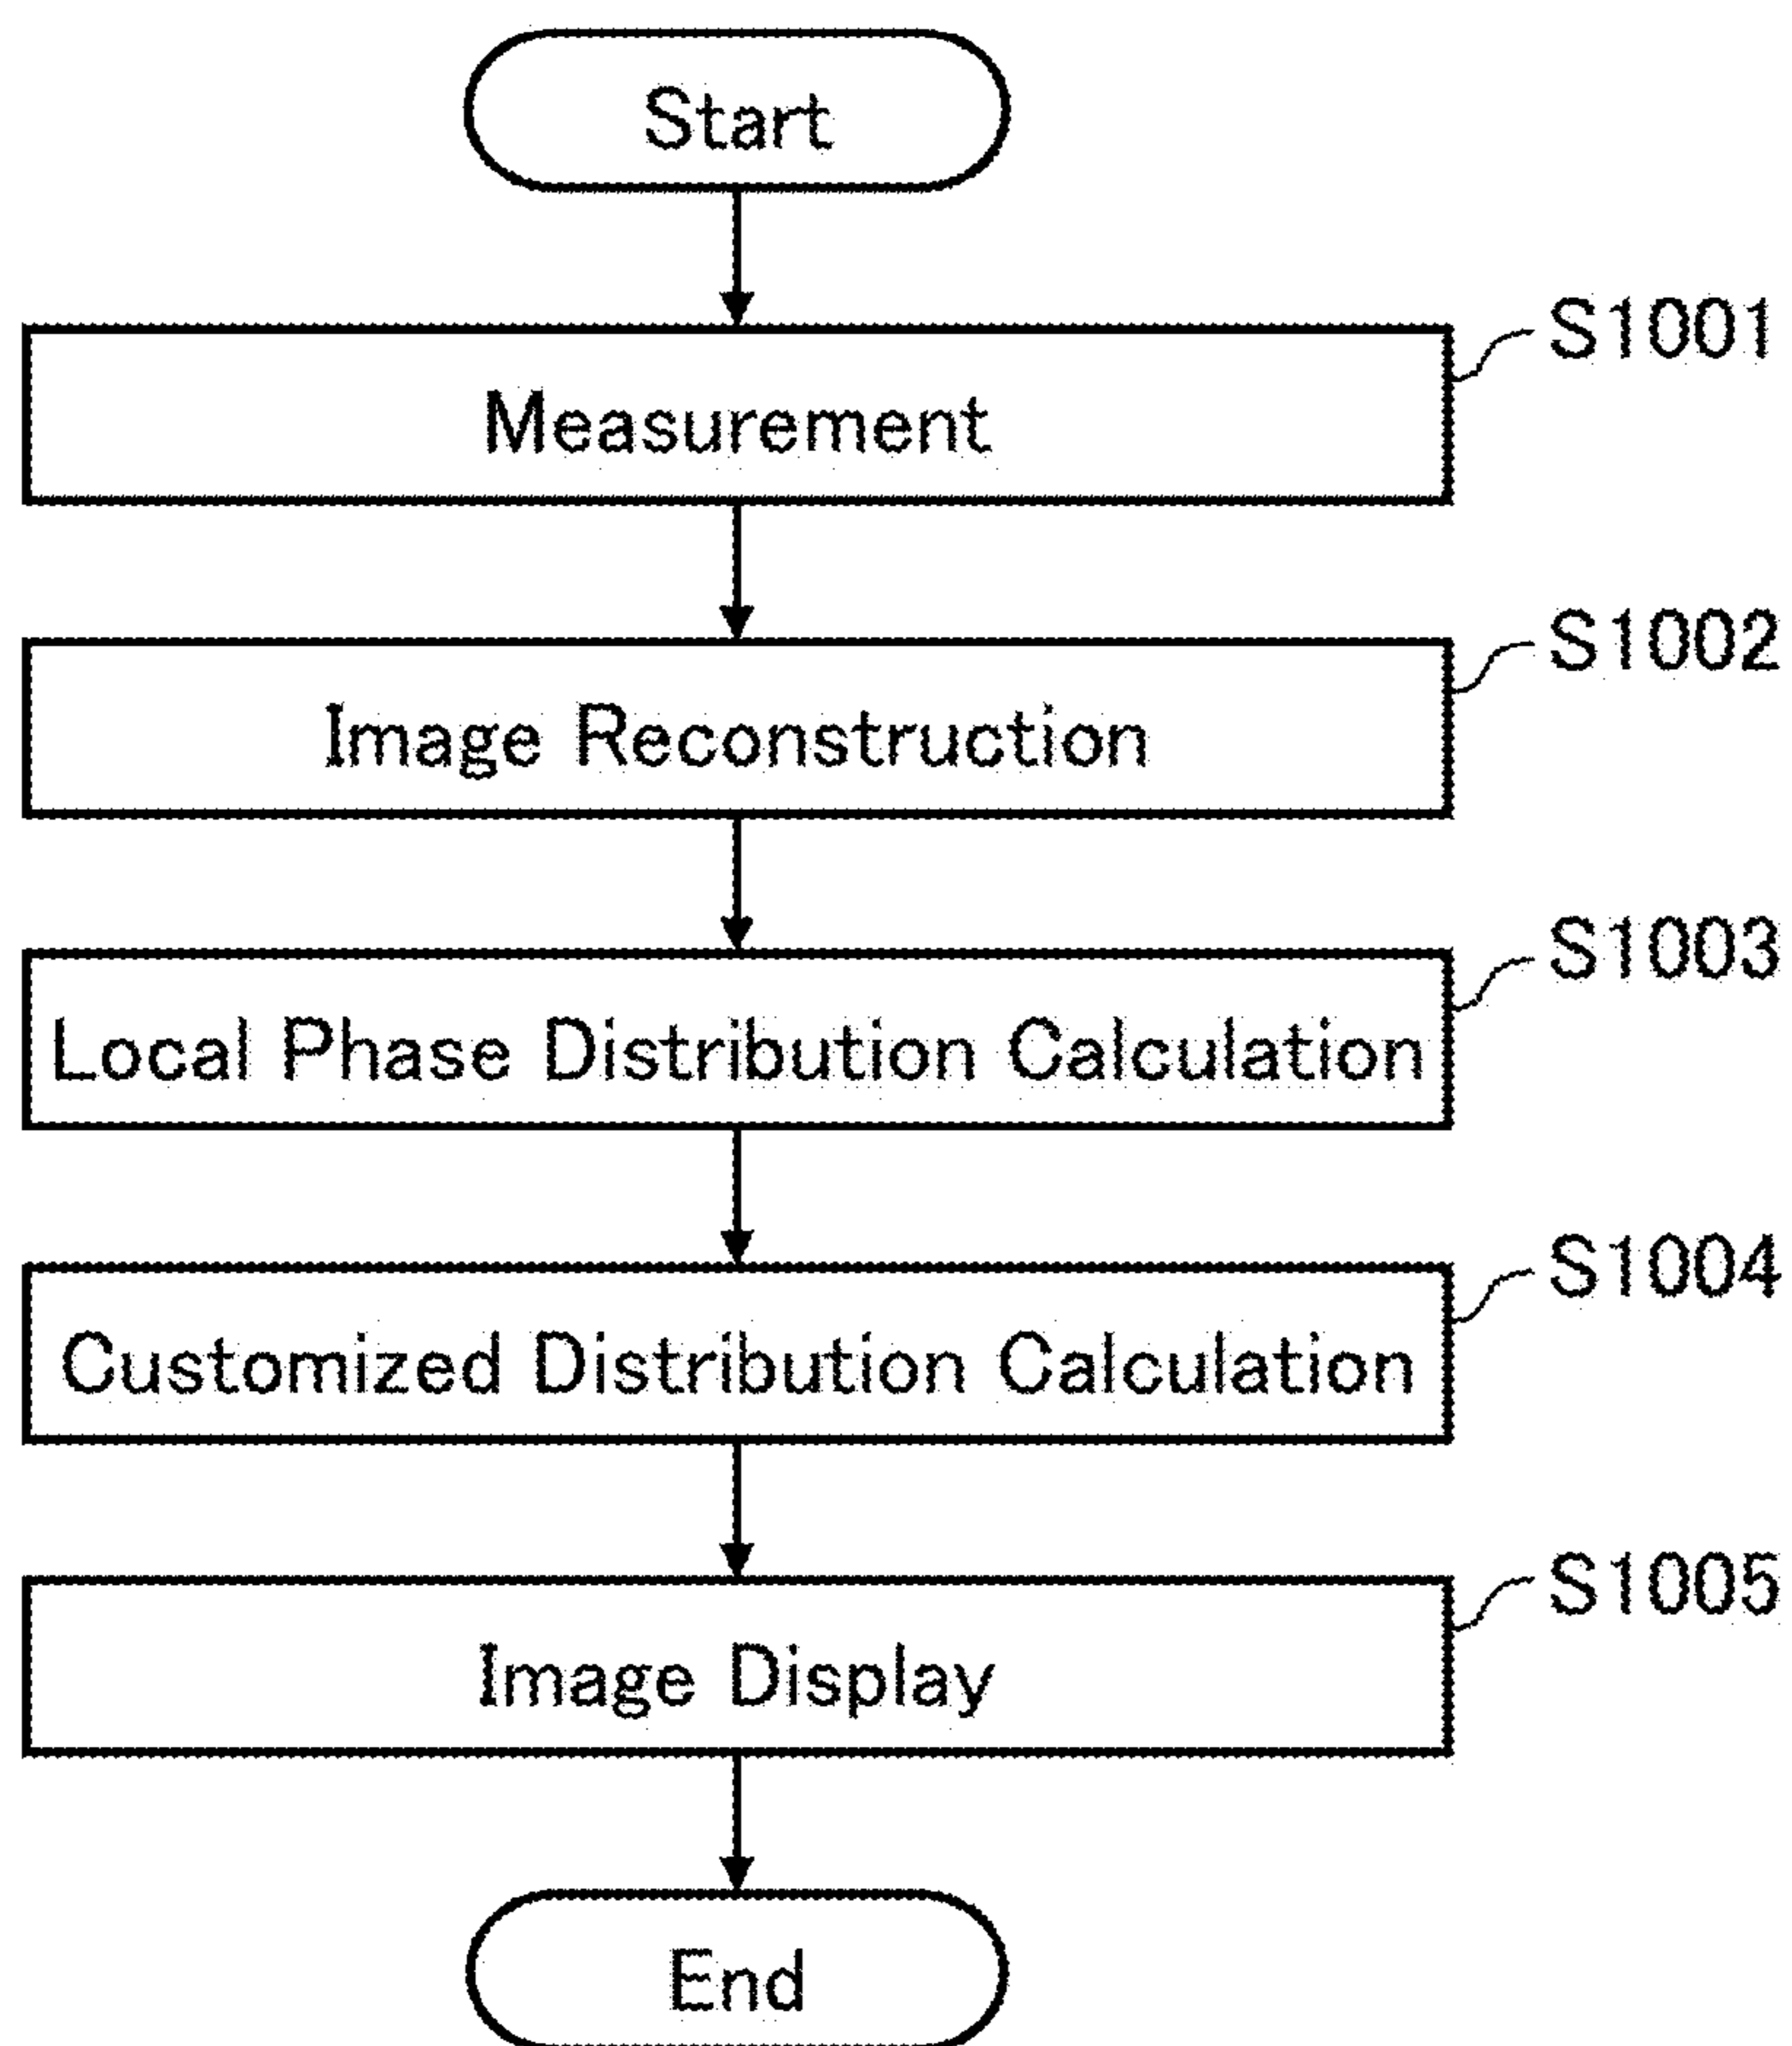 Start
S1001
Measurement
S1002
Image Reconstruction
S1003
Local Phase Distribution Calculation
S1004
Customized Distribution Calculation
S1005
Image Display
End